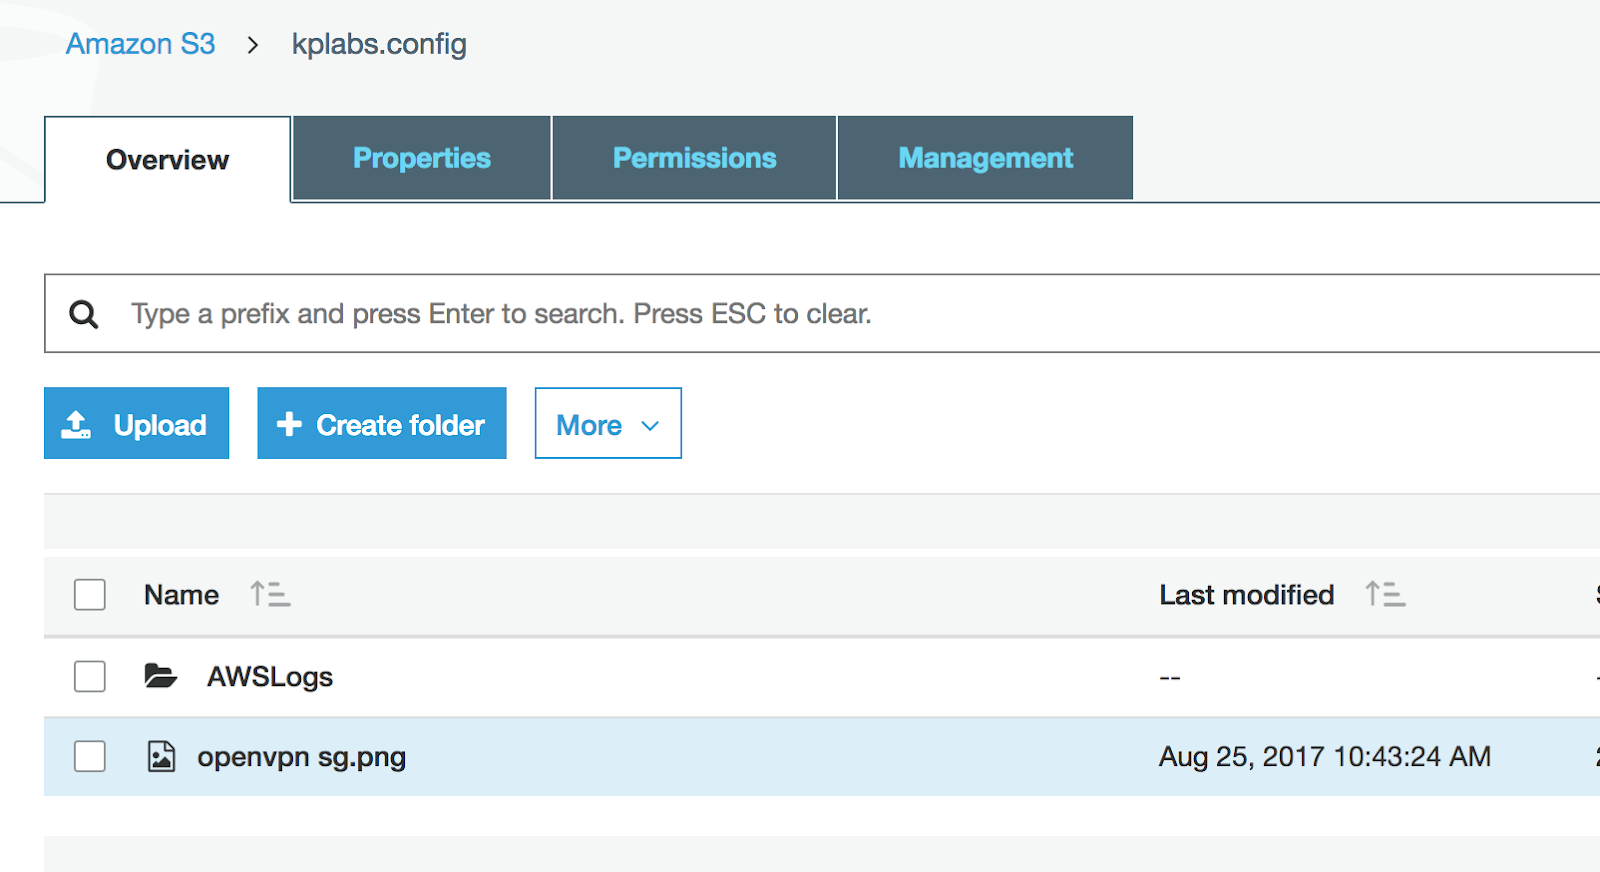 Amazon S3 > kplabs.config
Overview Properties Permissions Management
Type a prefix and press Enter to search. Press ESC to clear.
Upload + Create folder More
Name Last modified
AWSLogs --
openvpn sg.png Aug 25, 2017 10:43:24 AM